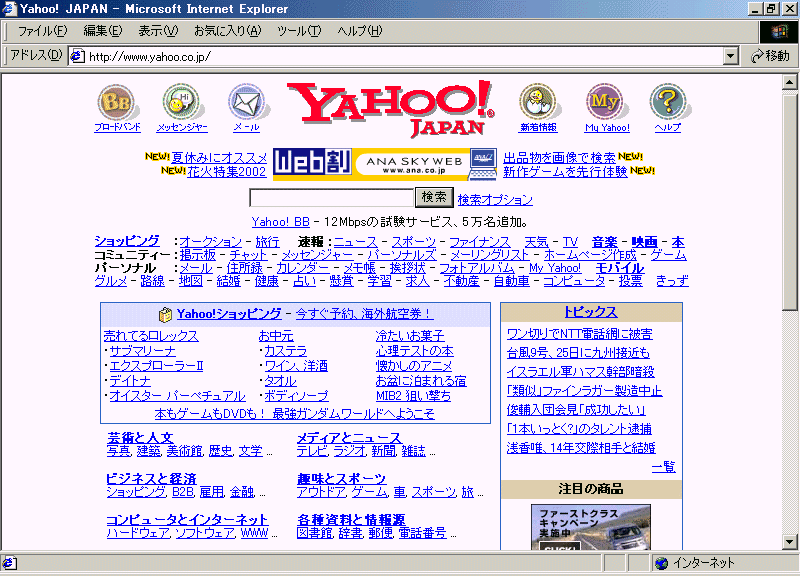 Yahoo! JAPAN - Microsoft Internet Explorer
ファイル(F) 編集(E) 表示(V) お気に入り(A) ツール(T) ヘルプ(H)
アドレス(D) http://www.yahoo.co.jp/ 移動
BB Hi YAHOO! JAPAN My ?
ブロードバンド メッセンジャー メール 新着情報 My Yahoo! ヘルプ
NEW! 夏休みにオススメ Web割 ANA SKY WEB ANA 出品物を画像で検索 NEW!
NEW! 花火特集2002 www.ana.co.jp 新作ゲームを先行体験 NEW!
検索 検索オプション
Yahoo! BB - 12Mbpsの試験サービス、5万名追加。
ショッピング :オークション - 旅行 速報:ニュース - スポーツ - ファイナンス 天気 - TV 音楽 - 映画 - 本
コミュニティー:掲示板 - チャット - メッセンジャー - パーソナルズ - メーリングリスト - ホームページ作成 - ゲーム
パーソナル :メール - 住所録 - カレンダー - メモ帳 - 挨拶状 - フォトアルバム - My Yahoo! モバイル
グルメ - 路線 - 地図 - 結婚 - 健康 - 占い - 懸賞 - 学習 - 求人 - 不動産 - 自動車 - コンピュータ - 投票 きっず
Yahoo!ショッピング - 今すぐ予約、海外航空券！
売れてるロレックス お中元 冷たいお菓子
・サブマリーナ ・カステラ 心理テストの本
・エクスプローラーII ・ワイン、洋酒 懐かしのアニメ
・デイトナ ・タオル お盆に泊まれる宿
・オイスター パーペチュアル ・ボディソープ MIB2 狙い撃ち
本もゲームもDVDも！ 最強ガンダムワールドへようこそ
トピックス
ワン切りでNTT電話網に被害
台風9号、25日に九州接近も
イスラエル軍ハマス幹部暗殺
「類似」ファインラガー製造中止
俊輔入団会見「成功したい」
「1本いっとく?」のタレント逮捕
浅香唯、14年交際相手と結婚
一覧
芸術と人文 メディアとニュース
写真, 建築, 美術館, 歴史, 文学 ... テレビ, ラジオ, 新聞, 雑誌 ...
ビジネスと経済 趣味とスポーツ
ショッピング, B2B, 雇用, 金融, ... アウトドア, ゲーム, 車, スポーツ, 旅 ...
コンピュータとインターネット 各種資料と情報源
ハードウェア, ソフトウェア, WWW ... 図書館, 辞書, 郵便, 電話番号 ...
注目の商品
ファーストクラス
キャンペーン
実施中
CLICK!
インターネット